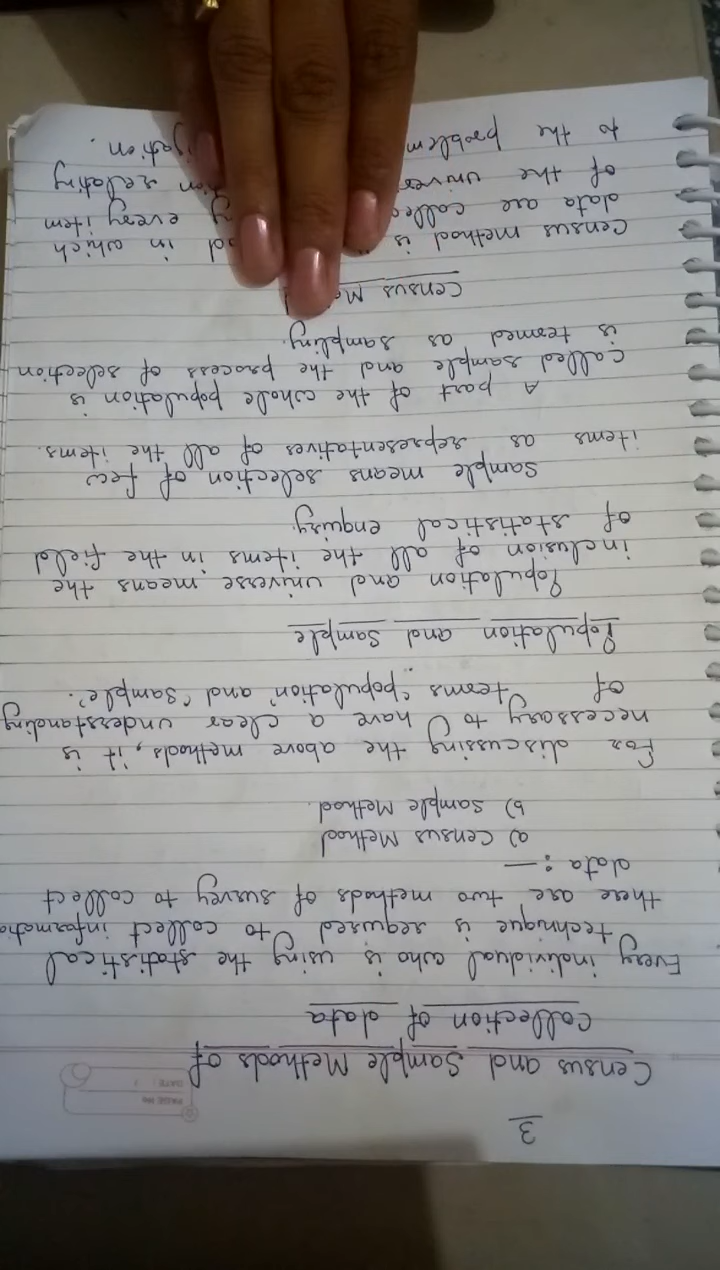 3
PAGE No.
DATE: / /
Census and Sample Methods of
Collection of data
Every individual who is using the statistical
technique is required to collect informatio
there are two methods of survey to collect
data :—
a) Census Method
b) Sample Method.
For discussing the above methods, it is
necessary to have a clear understanding
of terms "population" and "Sample".
Population and Sample
Population and universe means the
inclusion of all the items in the field
of statistical enquiry.
Sample means selection of few
items as representatives of all the items.
A part of the whole population is
called sample and the process of selection
is termed as sampling.
Census
Census method is in which
data are every item
of the relating
to the problem